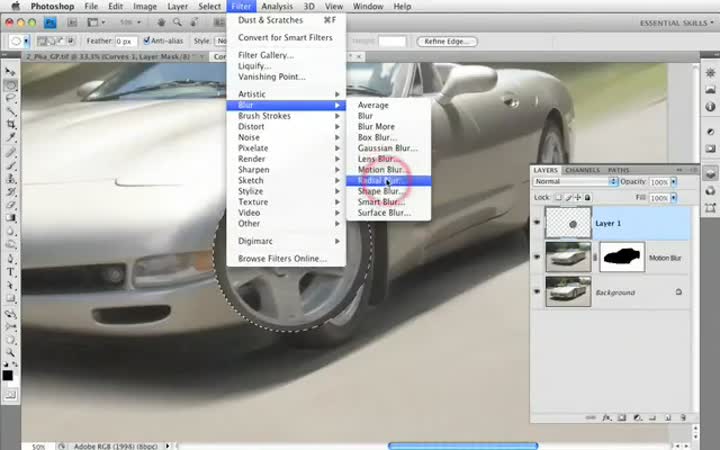 Photoshop File Edit Image Layer Select Filter Analysis 3D View Window Help
50%
ESSENTIAL SKILLS
Feather: 0 px Anti-alias Style: Height: Refine Edge...
2_Pha_GP.tif @ 33.3% (Curves 1, Layer Mask/8)
Dust & Scratches ⌘F
Convert for Smart Filters
Filter Gallery...
Liquify...
Vanishing Point...
Artistic
Blur
Brush Strokes
Distort
Noise
Pixelate
Render
Sharpen
Sketch
Stylize
Texture
Video
Other
Digimarc
Browse Filters Online...
Average
Blur
Blur More
Box Blur...
Gaussian Blur...
Lens Blur...
Motion Blur...
Radial Blur...
Shape Blur...
Smart Blur...
Surface Blur...
LAYERS CHANNELS PATHS
Normal Opacity: 100%
Lock: Fill: 100%
Layer 1
Motion Blur
Background
50% Adobe RGB (1998) (8bpc)